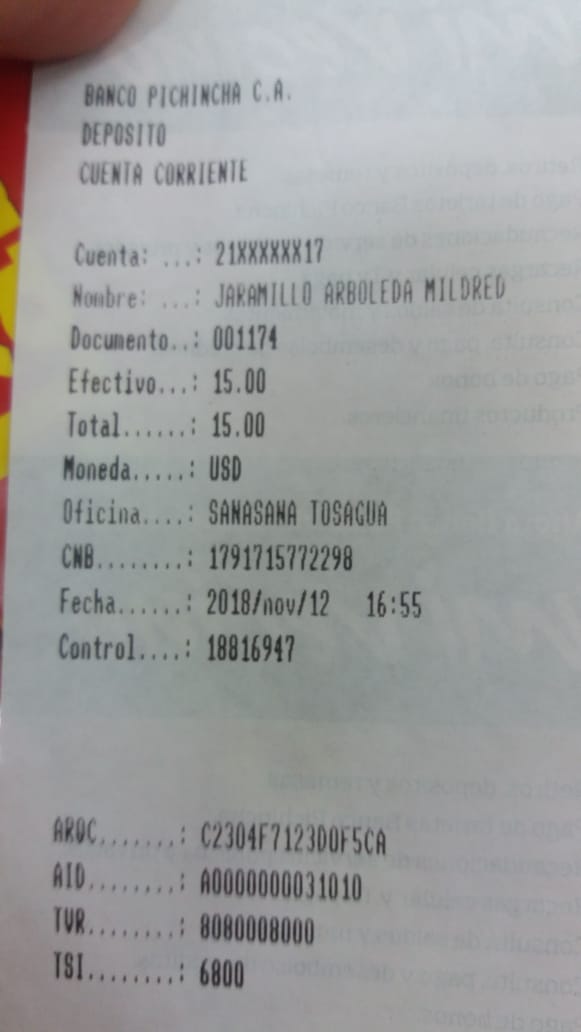 BANCO PICHINCHA C.A.
DEPOSITO
CUENTA CORRIENTE
Cuenta: ...: 21XXXXXX17
Nombre: ...: JARAMILLO ARBOLEDA MILDRED
Documento..: 001174
Efectivo...: 15.00
Total......: 15.00
Moneda.....: USD
Oficina....: SANASANA TOSAGUA
CNB........: 1791715772298
Fecha......: 2018/nov/12 16:55
Control....: 18816947
ARQC.......: C2304F7123D0F5CA
AID........: A0000000031010
TVR........: 8080008000
TSI........: 6800